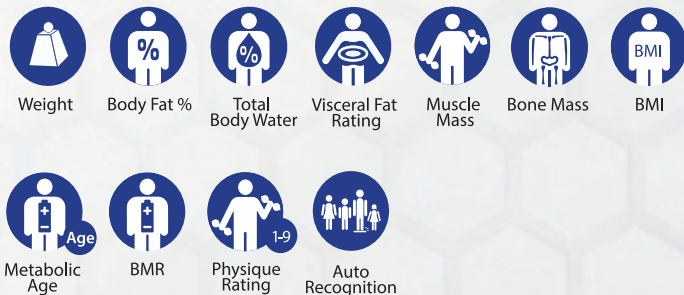 %
%
BMI
Weight
Body Fat %
Total
Body Water
Visceral Fat
Rating
Muscle
Mass
Bone Mass
BMI
+
-
Age
+
-
1-9
Metabolic
Age
BMR
Physique
Rating
Auto
Recognition